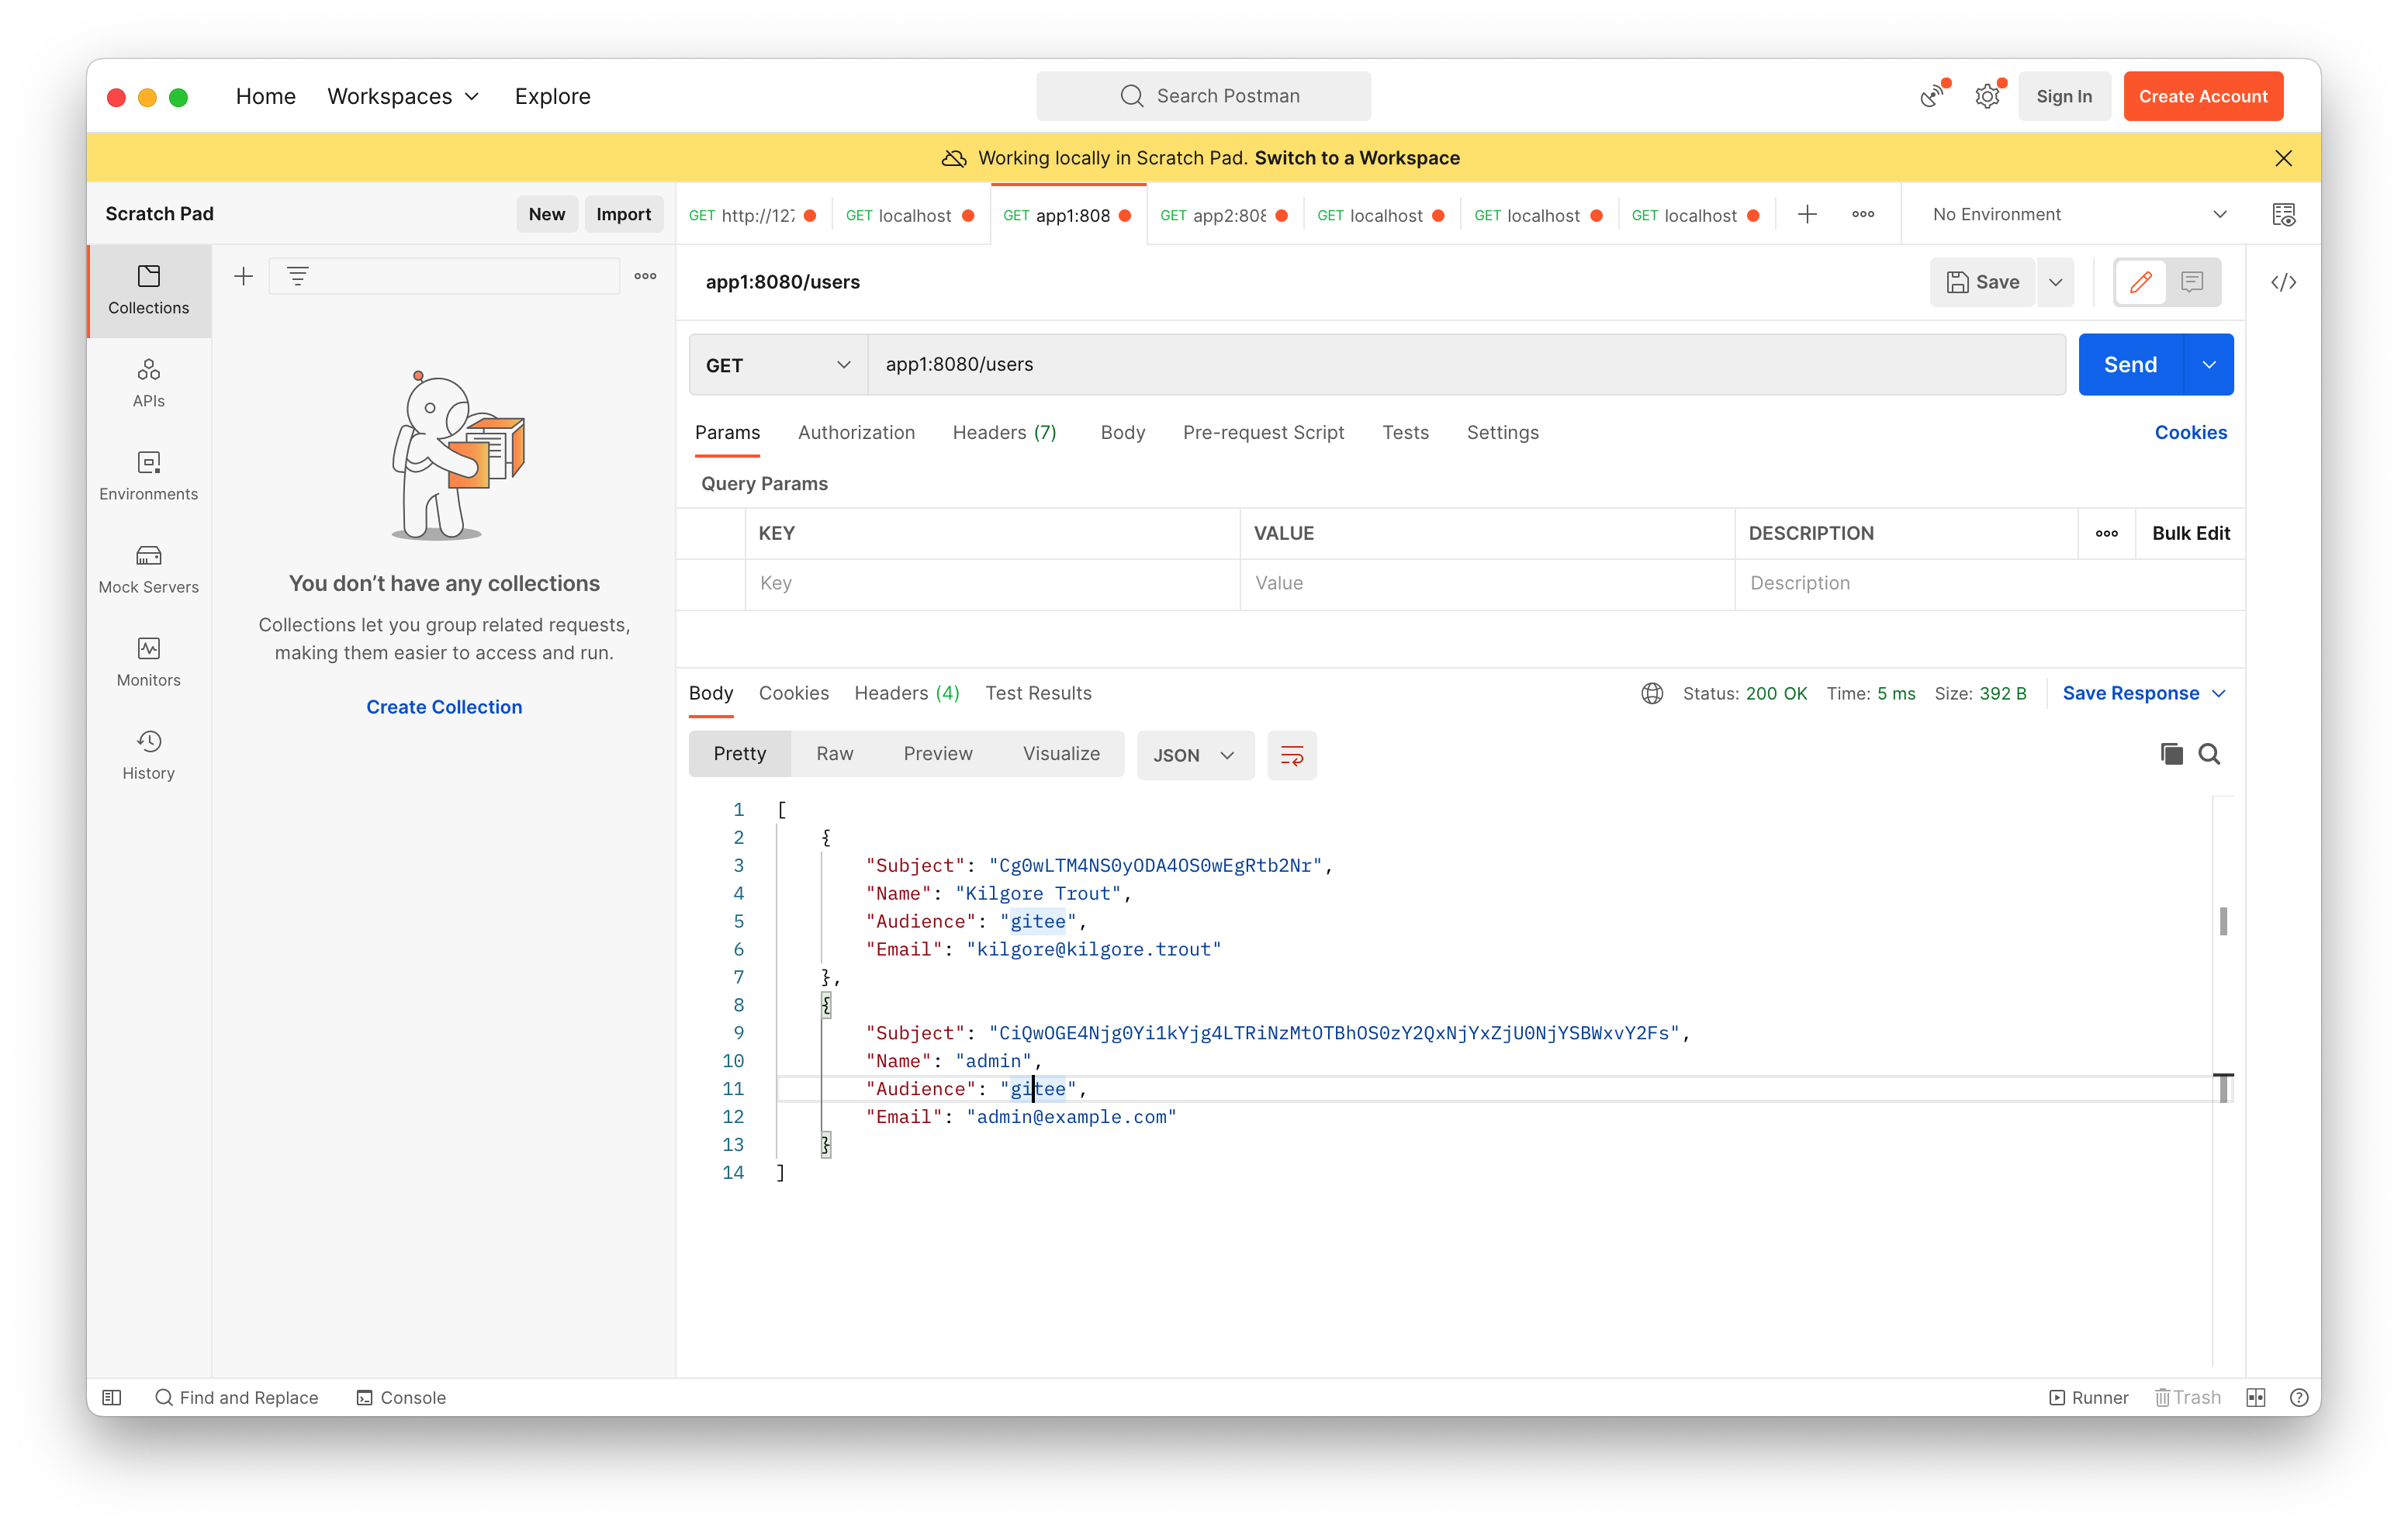 Home Workspaces Explore Search Postman Sign In Create Account
Working locally in Scratch Pad. Switch to a Workspace
Scratch Pad New Import GET http://127 GET localhost GET app1:808 GET app2:808 GET localhost GET localhost GET localhost No Environment
Collections
APIs
Environments
Mock Servers
Monitors
History
You don’t have any collections
Collections let you group related requests,
making them easier to access and run.
Create Collection
app1:8080/users Save
GET app1:8080/users Send
Params Authorization Headers (7) Body Pre-request Script Tests Settings Cookies
Query Params
KEY VALUE DESCRIPTION Bulk Edit
Key Value Description
Body Cookies Headers (4) Test Results Status: 200 OK Time: 5 ms Size: 392 B Save Response
Pretty Raw Preview Visualize JSON
1 [
2 {
3 "Subject": "Cg0wLTM4NS0yODA4OS0wEgRtb2Nr",
4 "Name": "Kilgore Trout",
5 "Audience": "gitee",
6 "Email": "kilgore@kilgore.trout"
7 },
8 {
9 "Subject": "CiQwOGE4Njg0Yi1kYjg4LTRiNzMtOTBhOS0zY2QxNjYxZjU0NjYSBWxvY2Fs",
10 "Name": "admin",
11 "Audience": "gitee",
12 "Email": "admin@example.com"
13 }
14 ]
Find and Replace Console Runner Trash